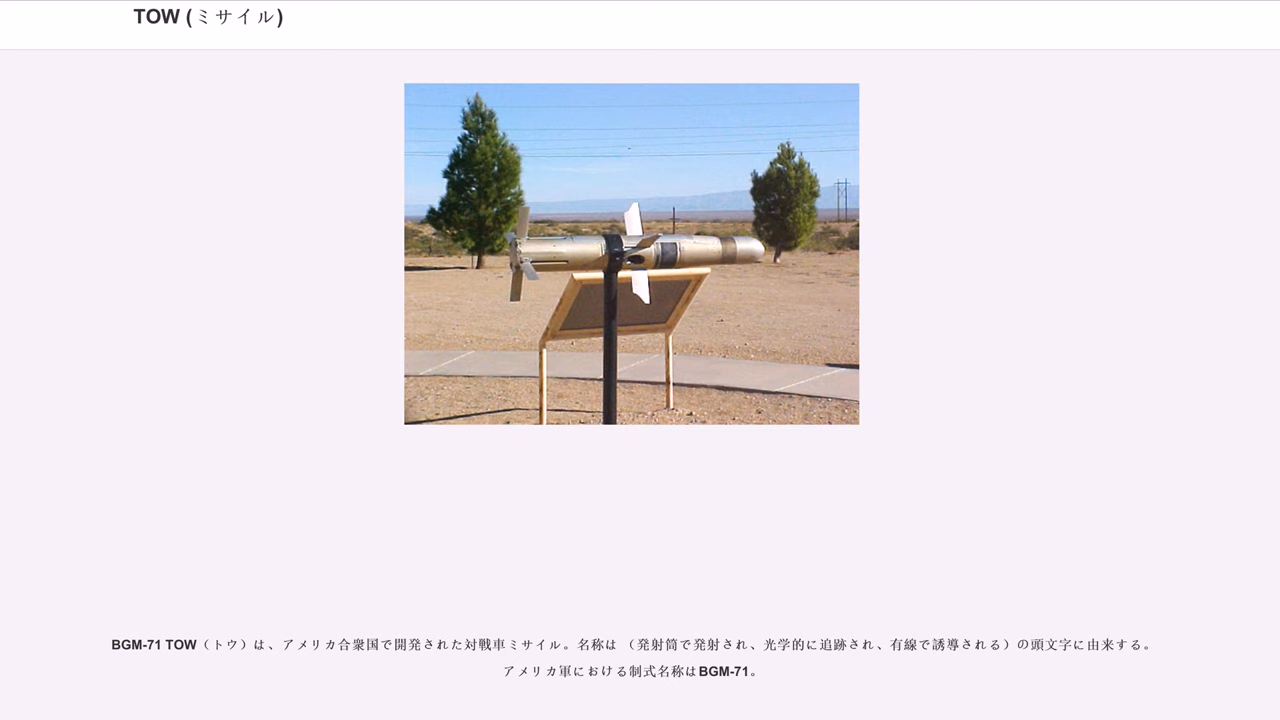 TOW (ミサイル)
BGM-71 TOW（トウ）は、アメリカ合衆国で開発された対戦車ミサイル。名称は （発射筒で発射され、光学的に追跡され、有線で誘導される）の頭文字に由来する。
アメリカ軍における制式名称はBGM-71。